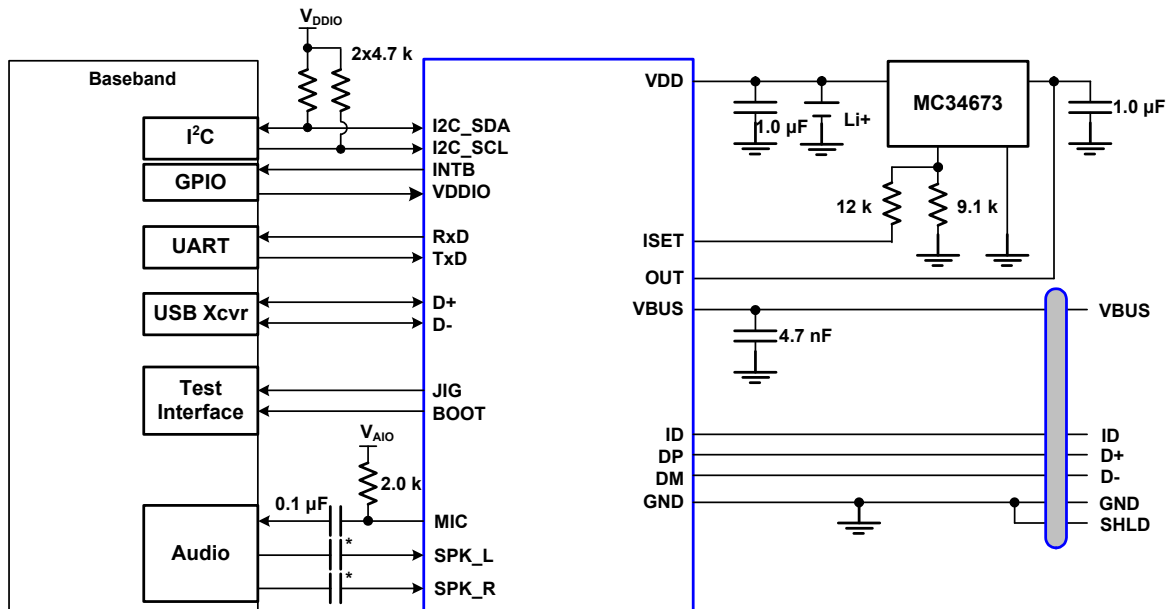 V_DDIO
2x4.7 k
Baseband
I²C
GPIO
UART
USB Xcvr
Test
Interface
Audio
V_AIO
2.0 k
0.1 µF
*
*
I2C_SDA
I2C_SCL
INTB
VDDIO
RxD
TxD
D+
D-
JIG
BOOT
MIC
SPK_L
SPK_R
VDD
ISET
OUT
VBUS
ID
DP
DM
GND
1.0 µF
Li+
MC34673
1.0 µF
12 k
9.1 k
4.7 nF
VBUS
ID
D+
D-
GND
SHLD